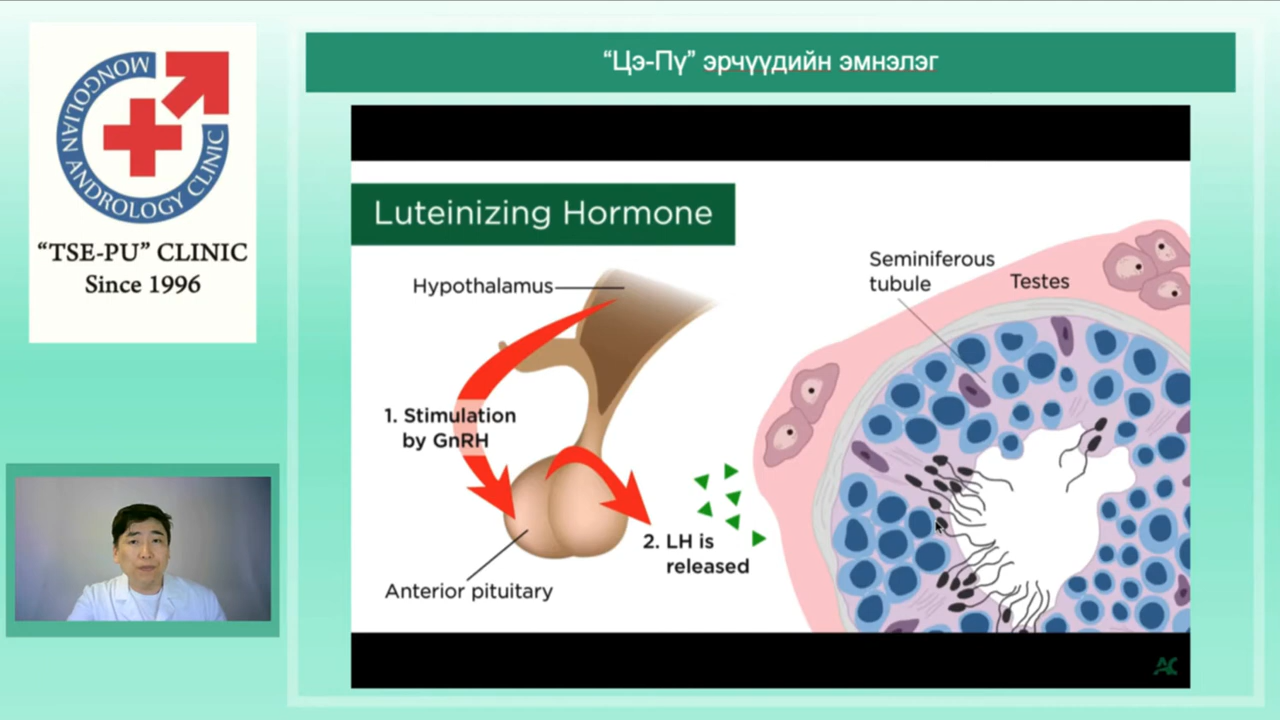 “Цэ-Пү” эрчүүдийн эмнэлэг
MONGOLIAN ANDROLOGY CLINIC
“TSE-PU” CLINIC
Since 1996
Luteinizing Hormone
Hypothalamus
Seminiferous
tubule
Testes
1. Stimulation
by GnRH
2. LH is
released
Anterior pituitary
AC